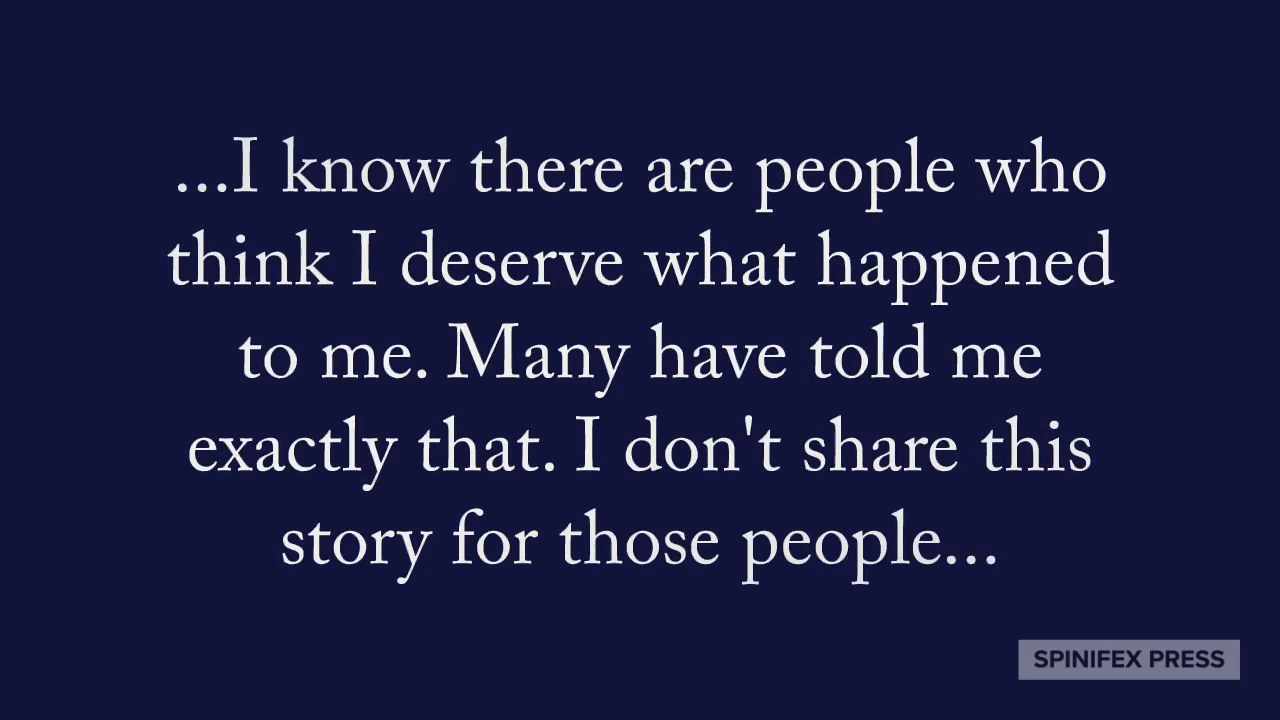 ...I know there are people who
think I deserve what happened
to me. Many have told me
exactly that. I don't share this
story for those people...
SPINIFEX PRESS